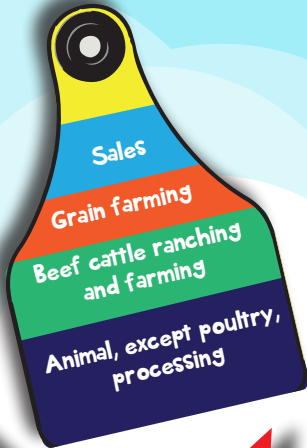 Sales
Grain farming
Beef cattle ranching
and farming
Animal, except poultry,
processing